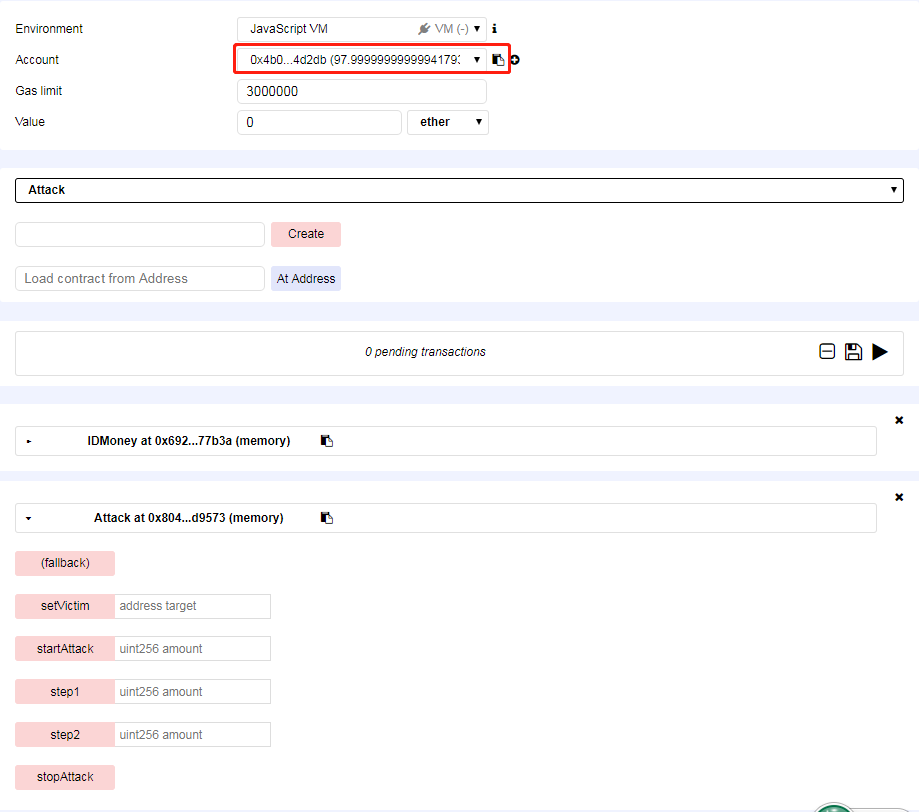 Environment JavaScript VM VM (-)
Account 0x4b0...4d2db (97.9999999999941793
Gas limit 3000000
Value 0 ether
Attack
Create
Load contract from Address At Address
0 pending transactions
IDMoney at 0x692...77b3a (memory)
Attack at 0x804...d9573 (memory)
(fallback)
setVictim address target
startAttack uint256 amount
step1 uint256 amount
step2 uint256 amount
stopAttack